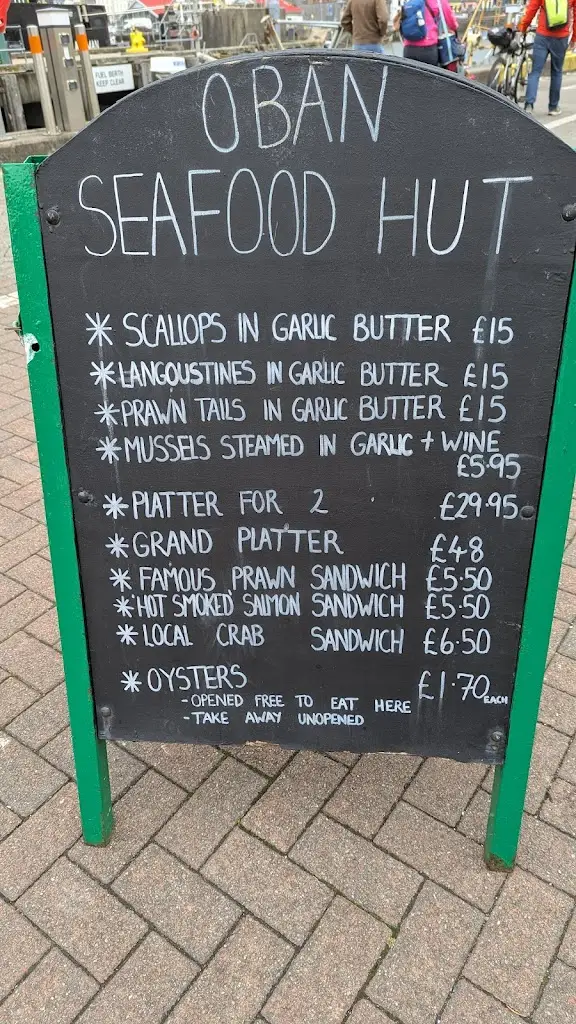 FUEL BERTH
KEEP CLEAR
OBAN
SEAFOOD HUT
* SCALLOPS IN GARLIC BUTTER £15
* LANGOUSTINES IN GARLIC BUTTER £15
* PRAWN TAILS IN GARLIC BUTTER £15
* MUSSELS STEAMED IN GARLIC + WINE
£5.95
* PLATTER FOR 2 £29.95
* GRAND PLATTER £48
* FAMOUS PRAWN SANDWICH £5.50
* HOT SMOKED SALMON SANDWICH £5.50
* LOCAL CRAB SANDWICH £6.50
* OYSTERS £1.70 EACH
- OPENED FREE TO EAT HERE
- TAKE AWAY UNOPENED